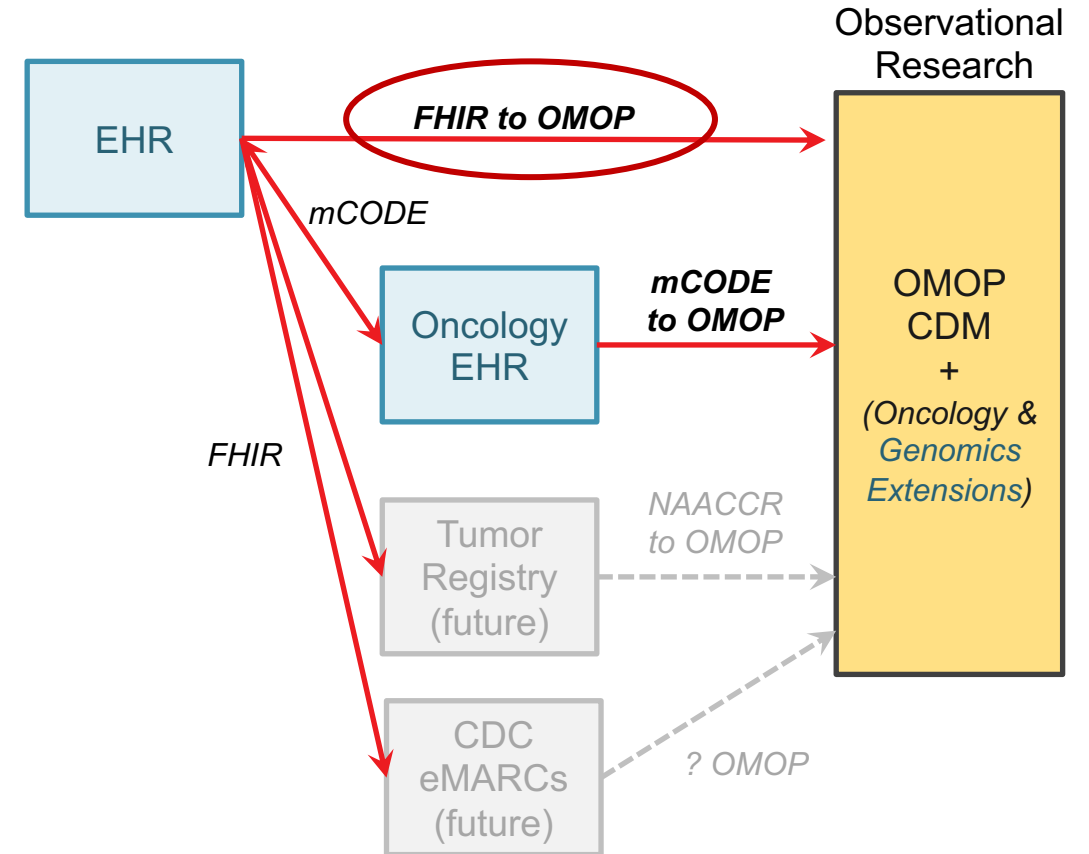 Observational
Research
EHR
FHIR to OMOP
mCODE
Oncology
EHR
mCODE
to OMOP
OMOP
CDM
+
(Oncology &
Genomics
Extensions)
FHIR
Tumor
Registry
(future)
NAACCR
to OMOP
CDC
eMARCs
(future)
? OMOP